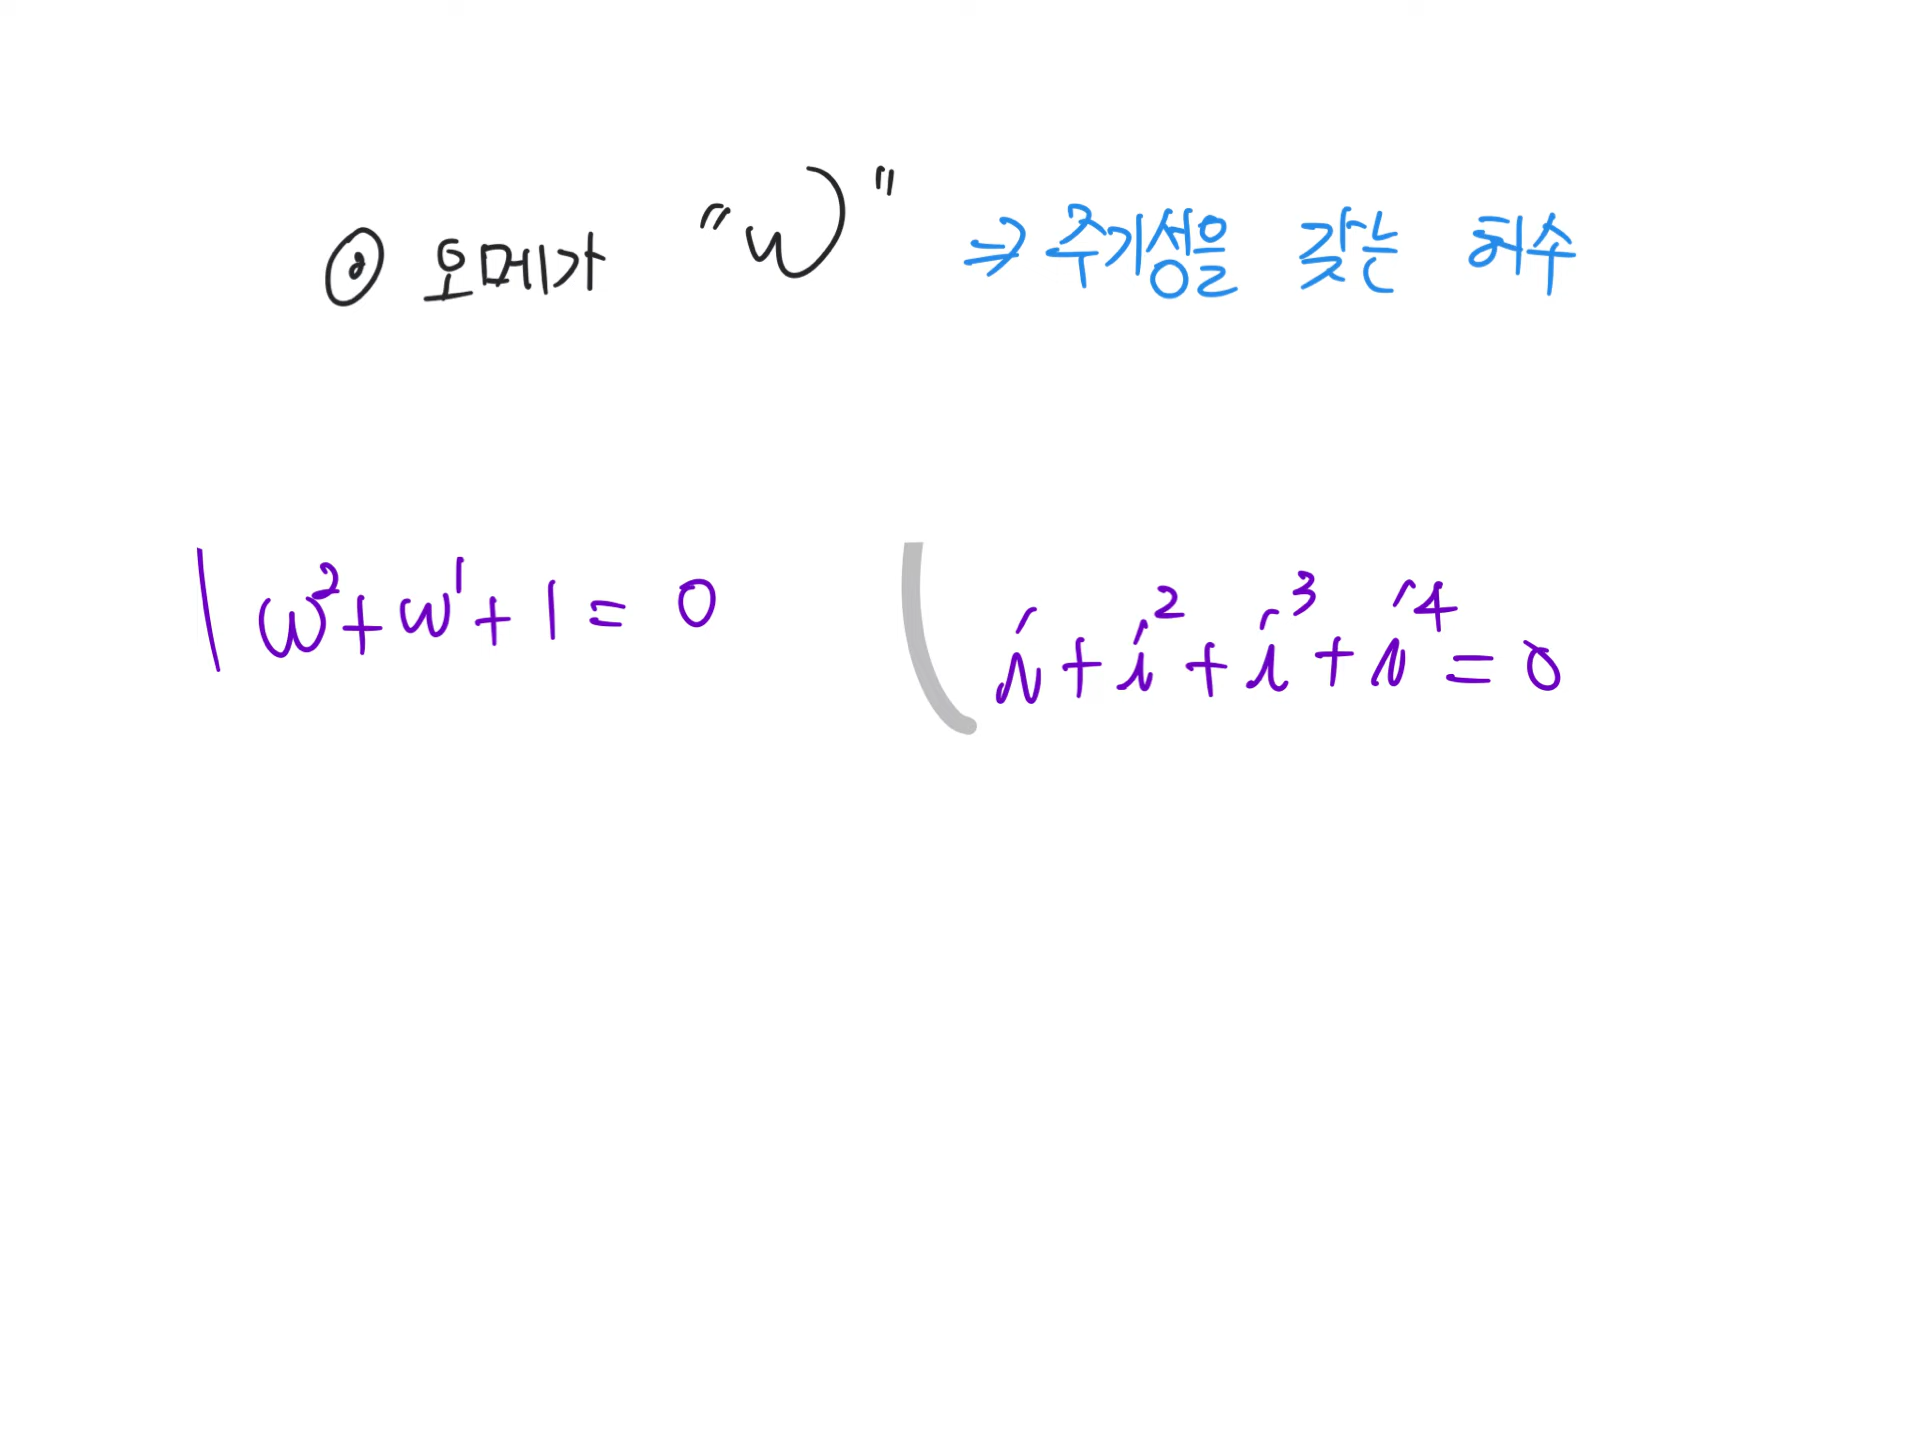 ② 오메가 "ω" ⇒ 주기성을 갖는 허수
ω² + ω¹ + 1 = 0
i + i² + i³ + i⁴ = 0